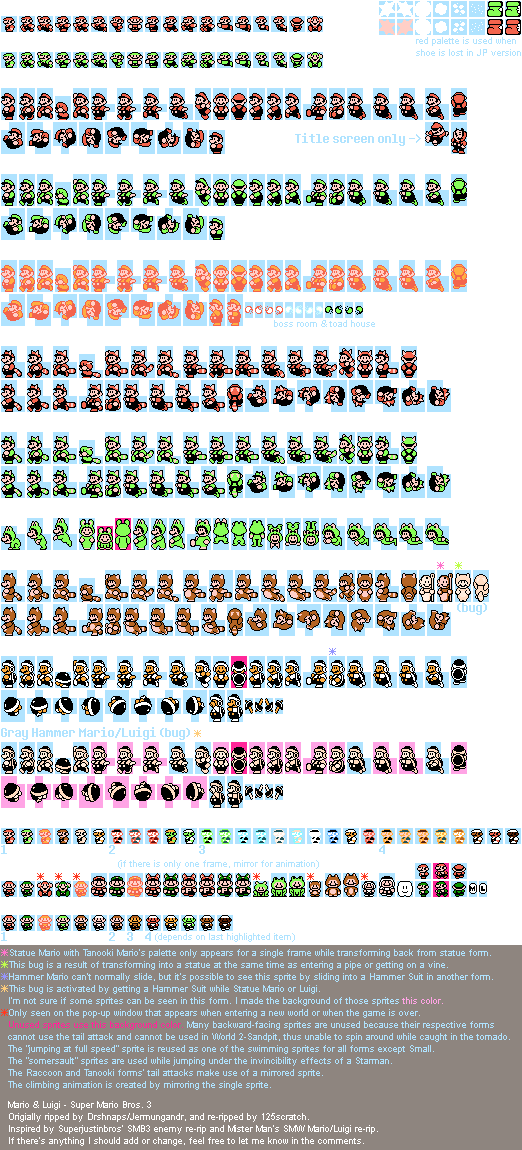 red palette is used when
shoe is lost in JP version
Title screen only ->
boss room & toad house
(bug)
Gray Hammer Mario/Luigi (bug)
1 2 3 4
(if there is only one frame, mirror for animation)
M L
1 2 3 4 (depends on last highlighted item)
Statue Mario with Tanooki Mario's palette only appears for a single frame while transforming back from statue form.
This bug is a result of transforming into a statue at the same time as entering a pipe or getting on a vine.
Hammer Mario can't normally slide, but it's possible to see this sprite by sliding into a Hammer Suit in another form.
This bug is activated by getting a Hammer Suit while Statue Mario or Luigi.
I'm not sure if some sprites can be seen in this form. I made the background of those sprites this color.
Only seen on the pop-up window that appears when entering a new world or when the game is over.
Unused sprites use this background color. Many backward-facing sprites are unused because their respective forms
cannot use the tail attack and cannot be used in World 2-Sandpit, thus unable to spin around while caught in the tornado.
The "jumping at full speed" sprite is reused as one of the swimming sprites for all forms except Small.
The "somersault" sprites are used while jumping under the invincibility effects of a Starman.
The Raccoon and Tanooki forms' tail attacks make use of a mirrored sprite.
The climbing animation is created by mirroring the single sprite.
Mario & Luigi - Super Mario Bros. 3
Origially ripped by Drshnaps/Jermungandr, and re-ripped by 125scratch.
Inspired by Superjustinbros' SMB3 enemy re-rip and Mister Man's SMW Mario/Luigi re-rip.
If there's anything I should add or change, feel free to let me know in the comments.